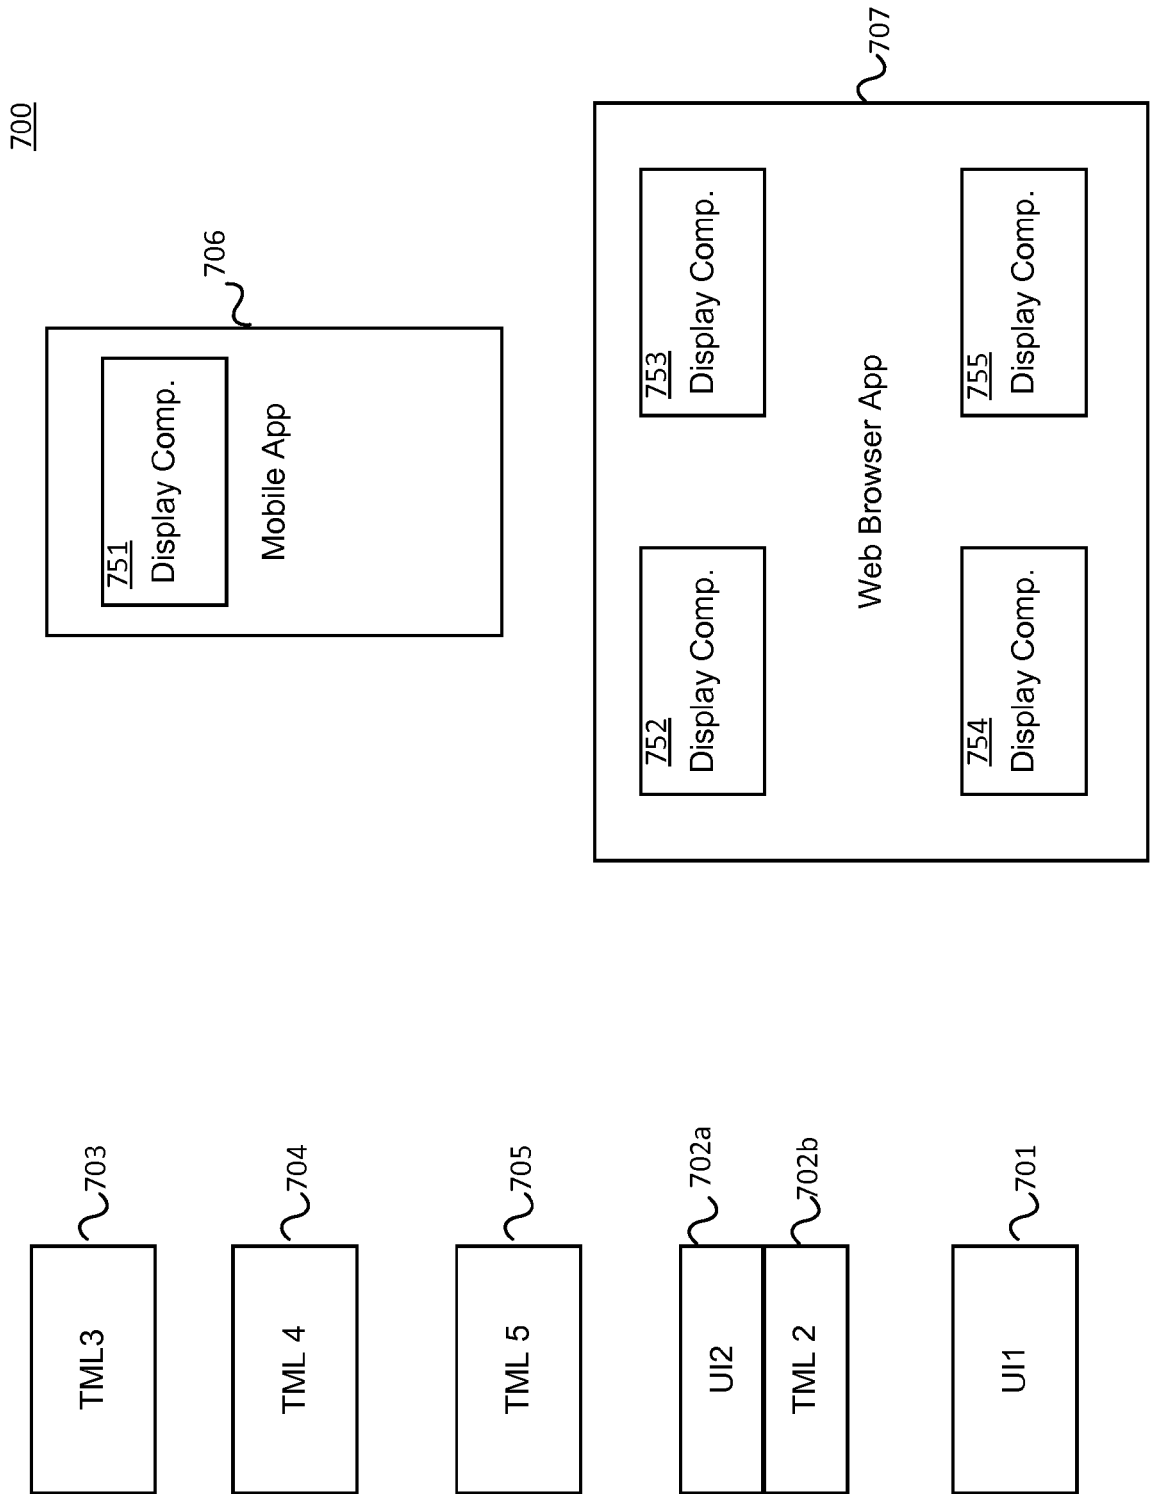 700
TML3
703
751
Display Comp.
706
Mobile App
TML 4
704
TML 5
705
752
753
UI2
702a
Display Comp.
Display Comp.
TML 2
702b
Web Browser App
707
754
755
UI1
701
Display Comp.
Display Comp.